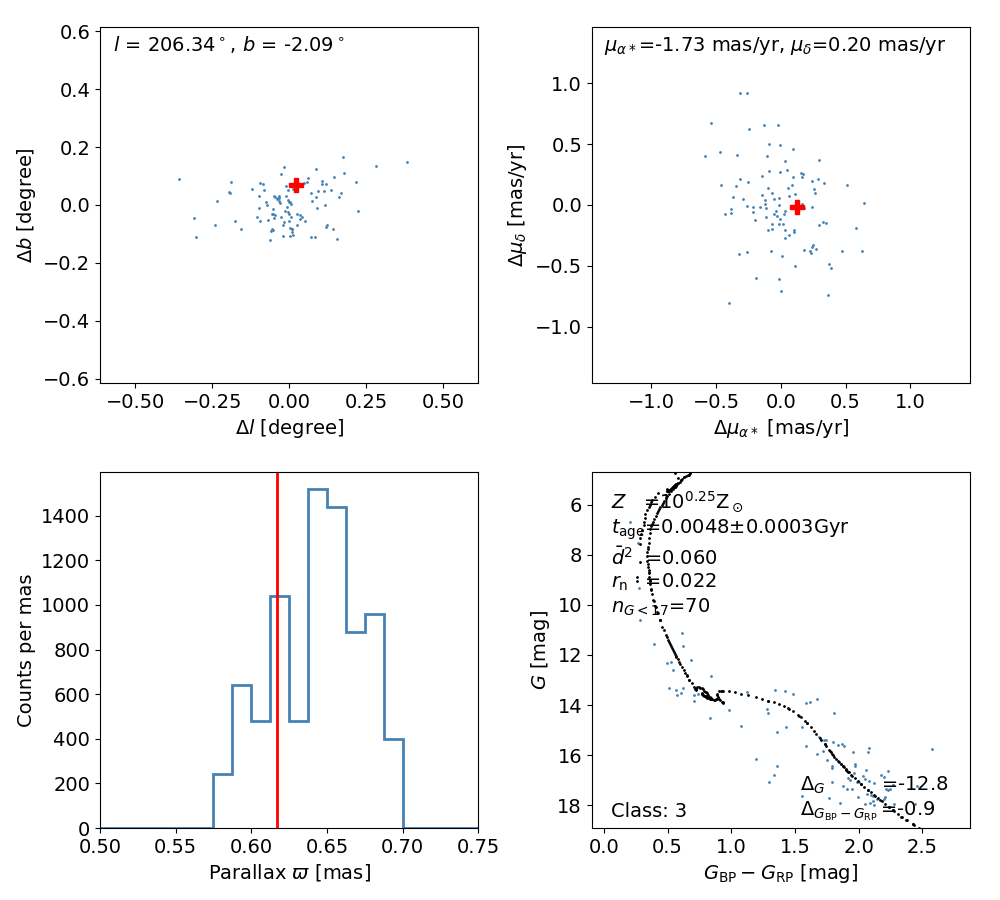 l = 206.34°, b = -2.09°
0.6
0.4
0.2
0.0
−0.2
−0.4
−0.6
Δb [degree]
−0.50 −0.25 0.00 0.25 0.50
Δl [degree]
μα*=-1.73 mas/yr, μδ=0.20 mas/yr
1.0
0.5
0.0
−0.5
−1.0
Δμδ [mas/yr]
−1.0 −0.5 0.0 0.5 1.0
Δμα* [mas/yr]
1400
1200
1000
800
600
400
200
0
Counts per mas
0.50 0.55 0.60 0.65 0.70 0.75
Parallax ϖ [mas]
6
8
10
12
14
16
18
G [mag]
Z =10^0.25 Z⊙
t_age=0.0048±0.0003Gyr
d̄² =0.060
r_n =0.022
n_G<17=70
Δ_G =-12.8
Δ_G_BP−G_RP =-0.9
Class: 3
0.0 0.5 1.0 1.5 2.0 2.5
G_BP − G_RP [mag]